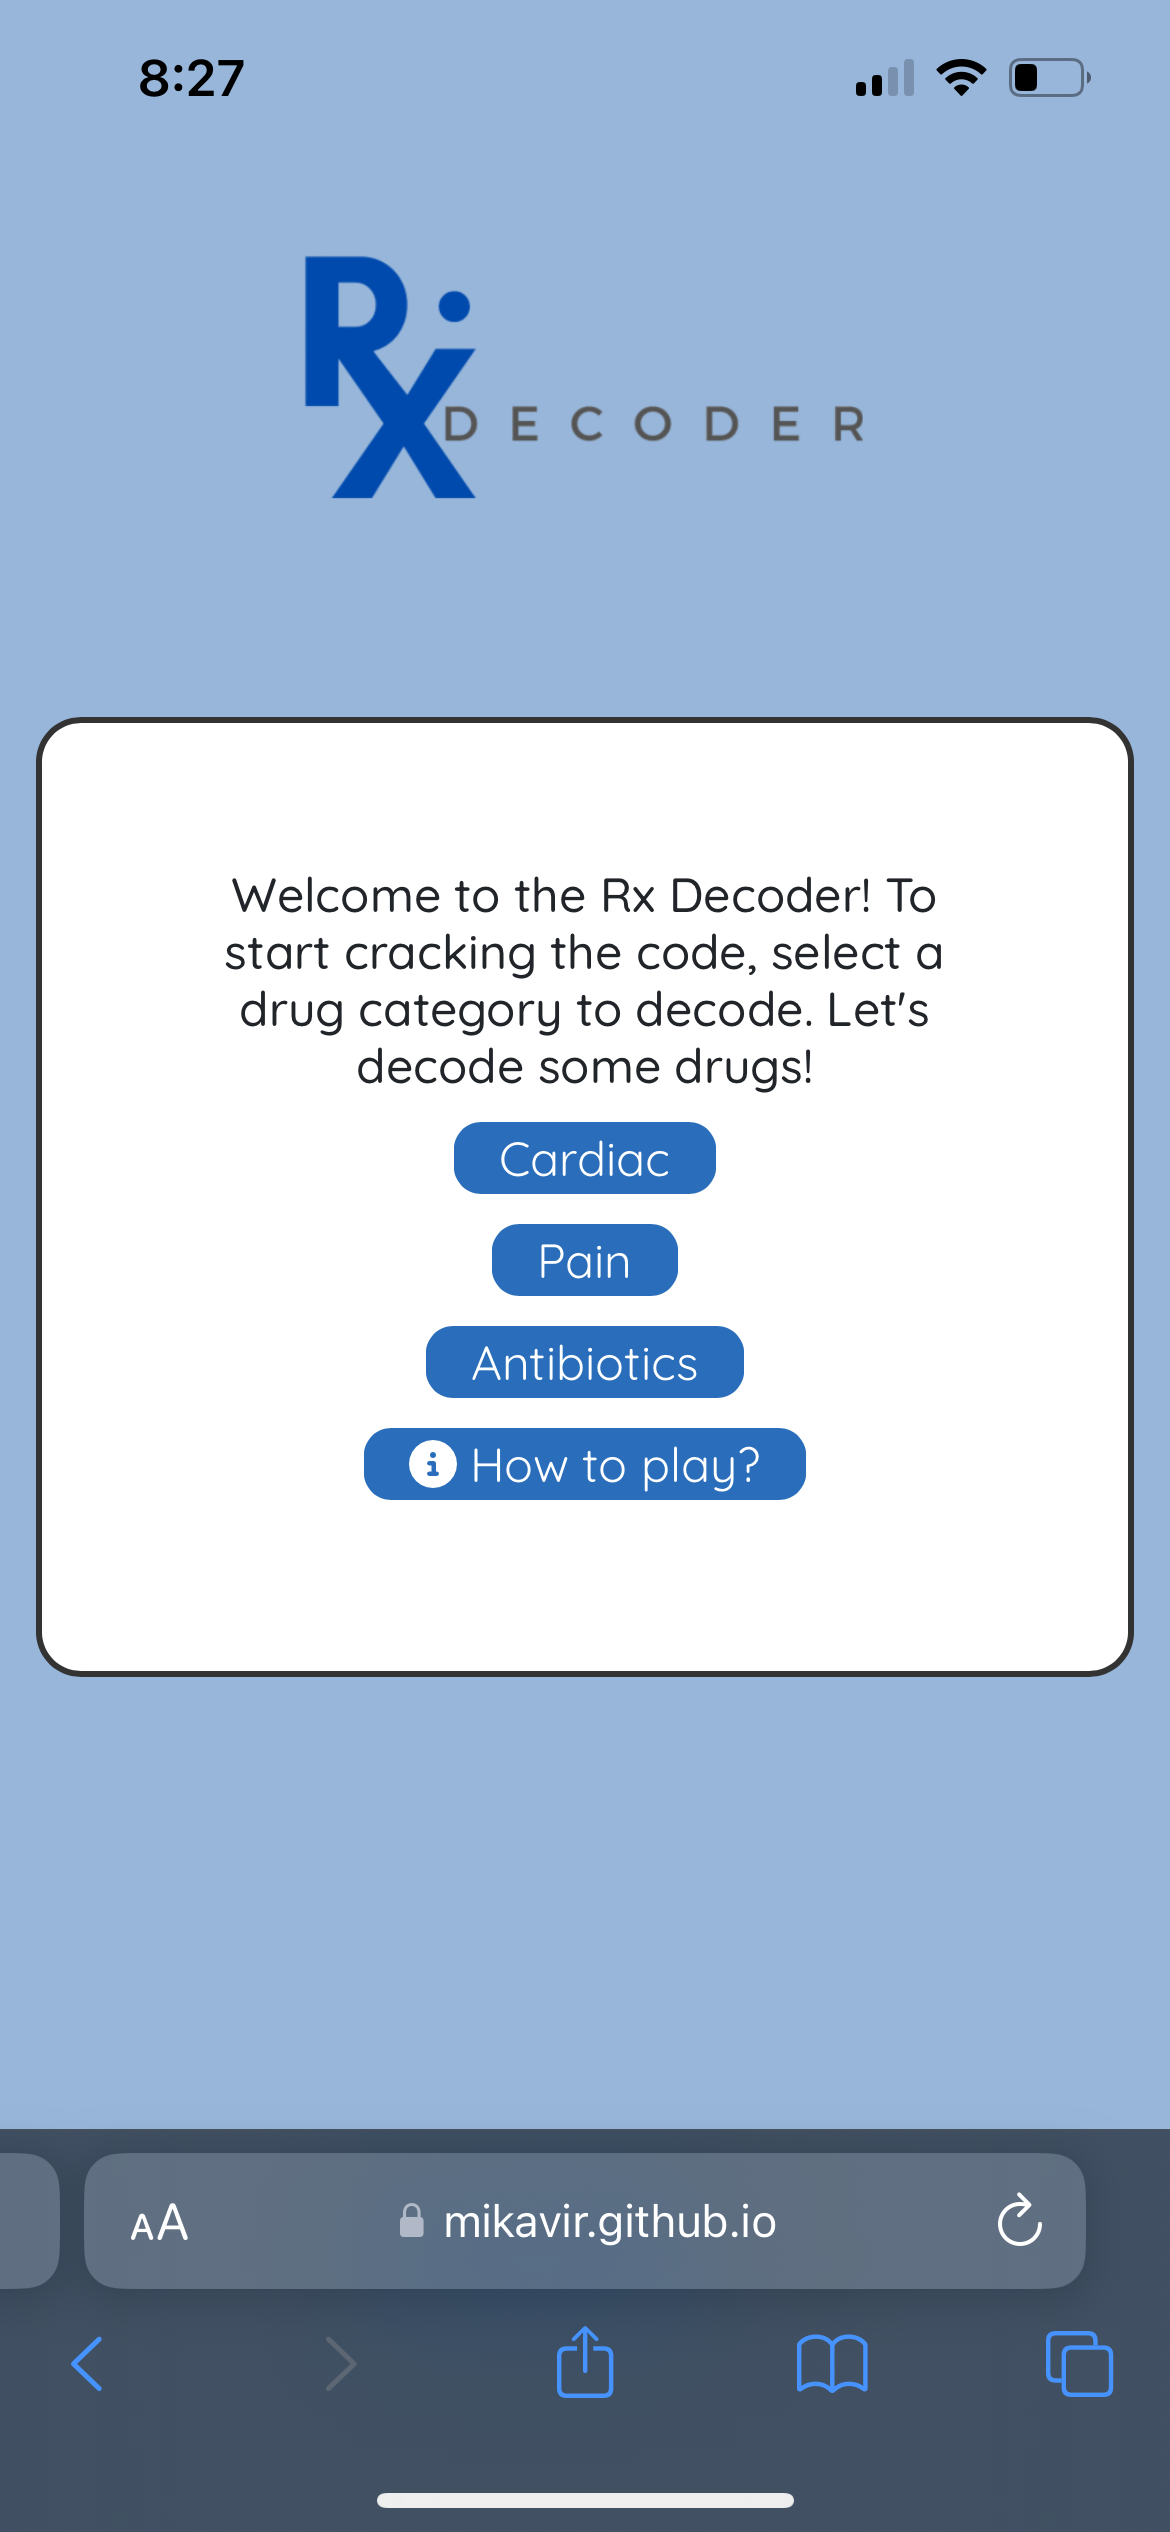 8:27
Rx
DECODER
Welcome to the Rx Decoder! To
start cracking the code, select a
drug category to decode. Let's
decode some drugs!
Cardiac
Pain
Antibiotics
How to play?
AA mikavir.github.io